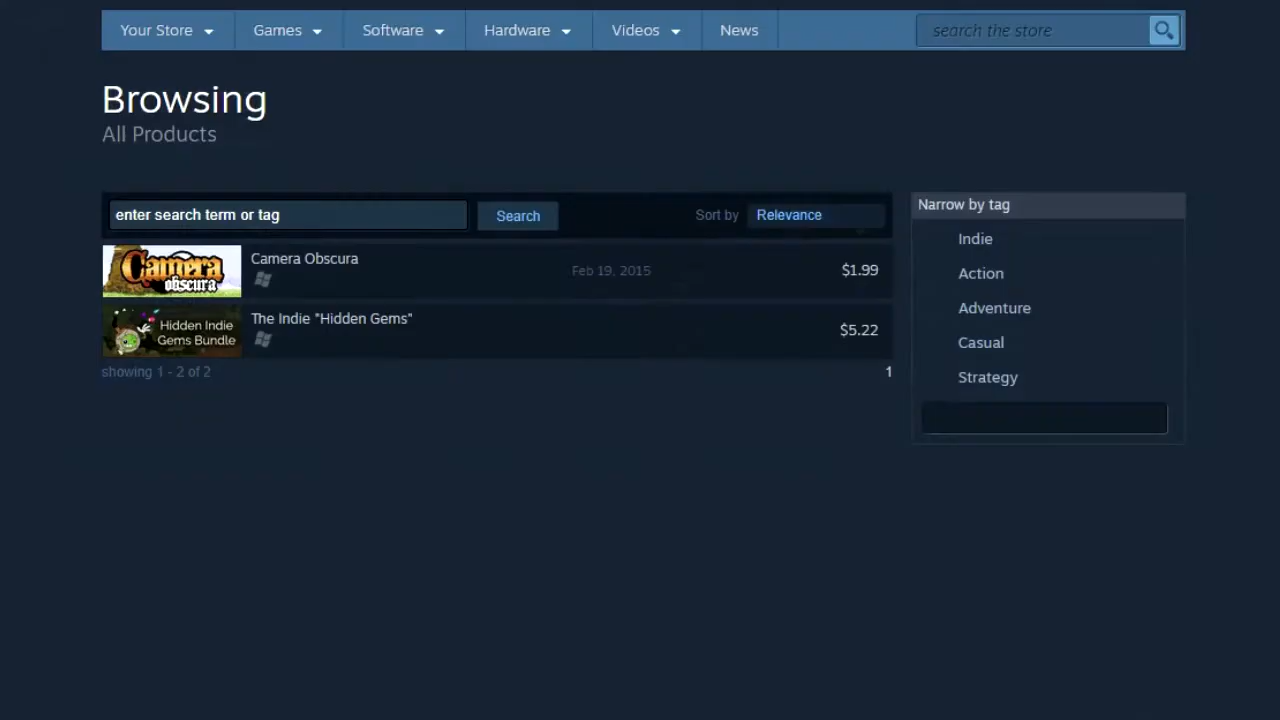 Your Store Games Software Hardware Videos News search the store
Browsing
All Products
enter search term or tag Search Sort by Relevance
Camera obscura Camera Obscura Feb 19, 2015 $1.99
Hidden Indie Gems Bundle The Indie "Hidden Gems" $5.22
showing 1 - 2 of 2 1
Narrow by tag
Indie
Action
Adventure
Casual
Strategy